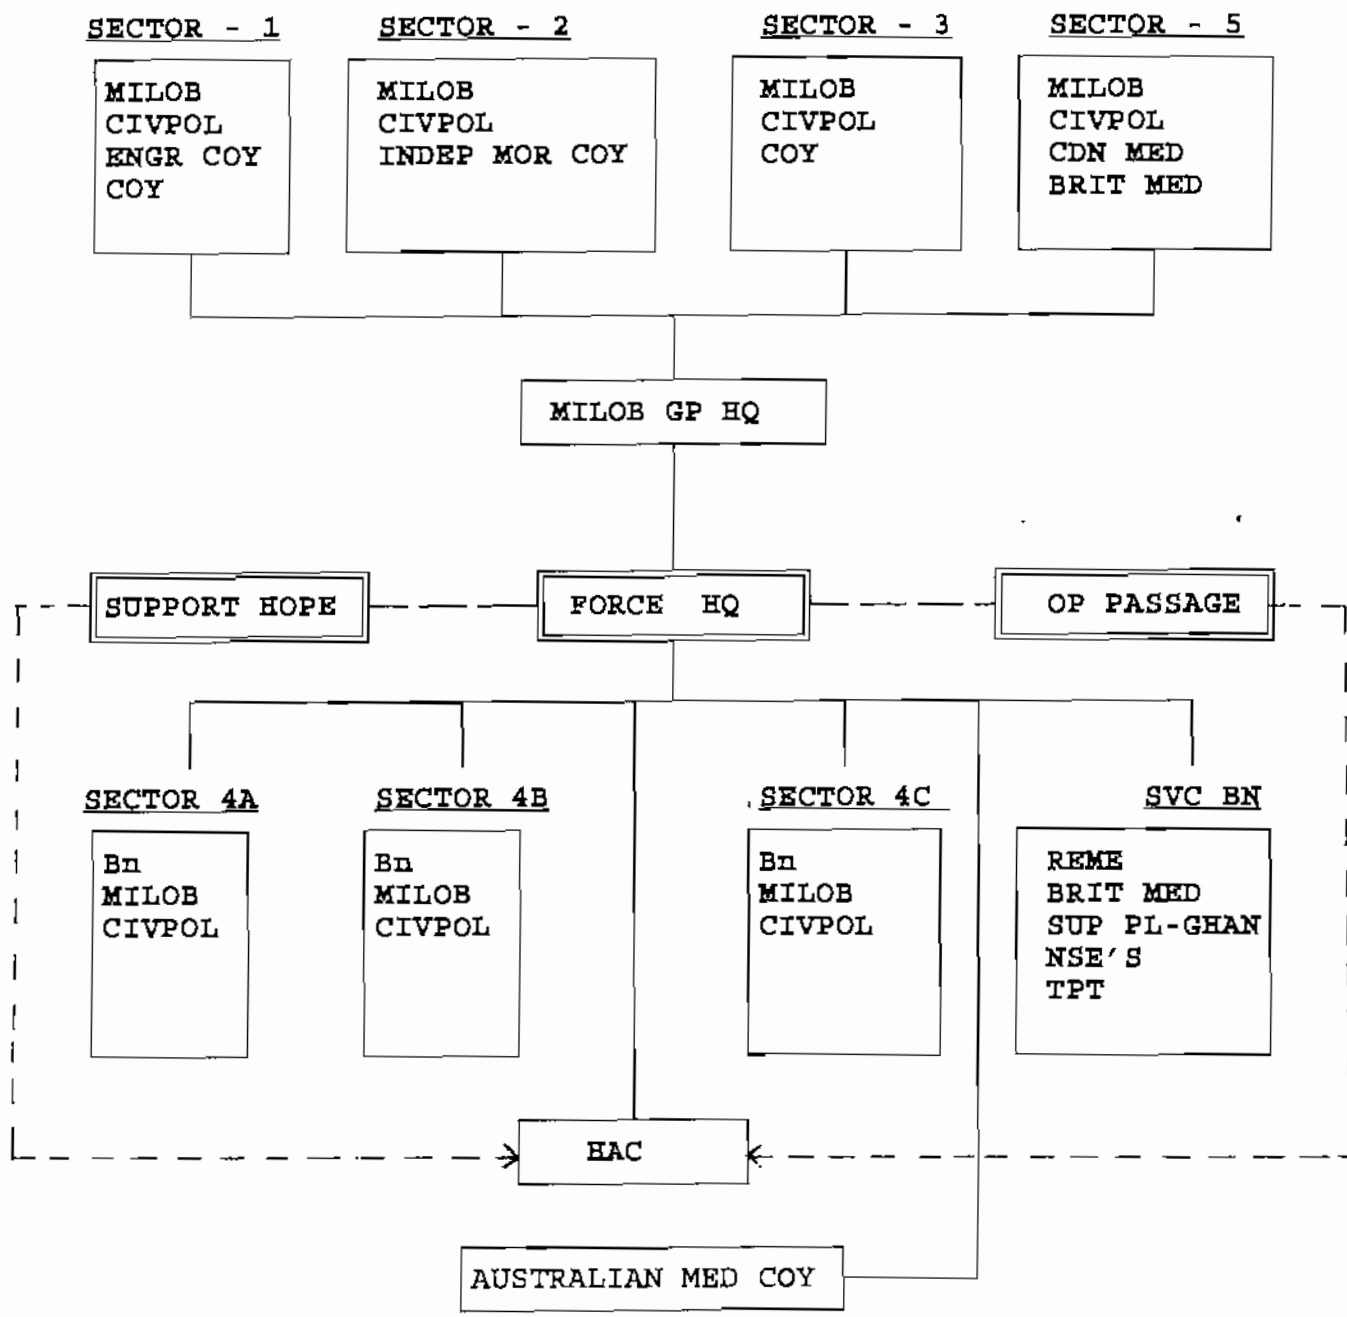 SECTOR - 1
MILOB
CIVPOL
ENGR COY
COY
SECTOR - 2
MILOB
CIVPOL
INDEP MOR COY
SECTOR - 3
MILOB
CIVPOL
COY
SECTOR - 5
MILOB
CIVPOL
CDN MED
BRIT MED
MILOB GP HQ
SUPPORT HOPE
FORCE HQ
OP PASSAGE
SECTOR 4A
Bn
MILOB
CIVPOL
SECTOR 4B
Bn
MILOB
CIVPOL
SECTOR 4C
Bn
MILOB
CIVPOL
SVC BN
REME
BRIT MED
SUP PL-GHAN
NSE'S
TPT
HAC
AUSTRALIAN MED COY